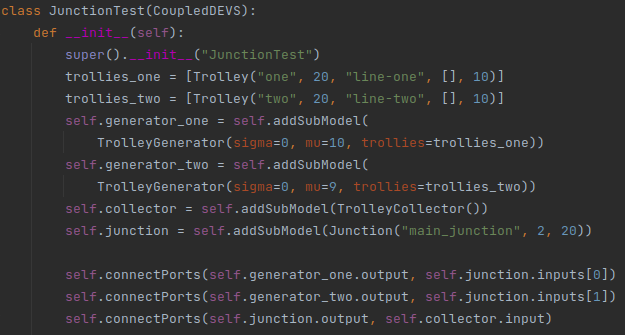 class JunctionTest(CoupledDEVS):
    def __init__(self):
        super().__init__("JunctionTest")
        trollies_one = [Trolley("one", 20, "line-one", [], 10)]
        trollies_two = [Trolley("two", 20, "line-two", [], 10)]
        self.generator_one = self.addSubModel(
            TrolleyGenerator(sigma=0, mu=10, trollies=trollies_one))
        self.generator_two = self.addSubModel(
            TrolleyGenerator(sigma=0, mu=9, trollies=trollies_two))
        self.collector = self.addSubModel(TrolleyCollector())
        self.junction = self.addSubModel(Junction("main_junction", 2, 20))

        self.connectPorts(self.generator_one.output, self.junction.inputs[0])
        self.connectPorts(self.generator_two.output, self.junction.inputs[1])
        self.connectPorts(self.junction.output, self.collector.input)